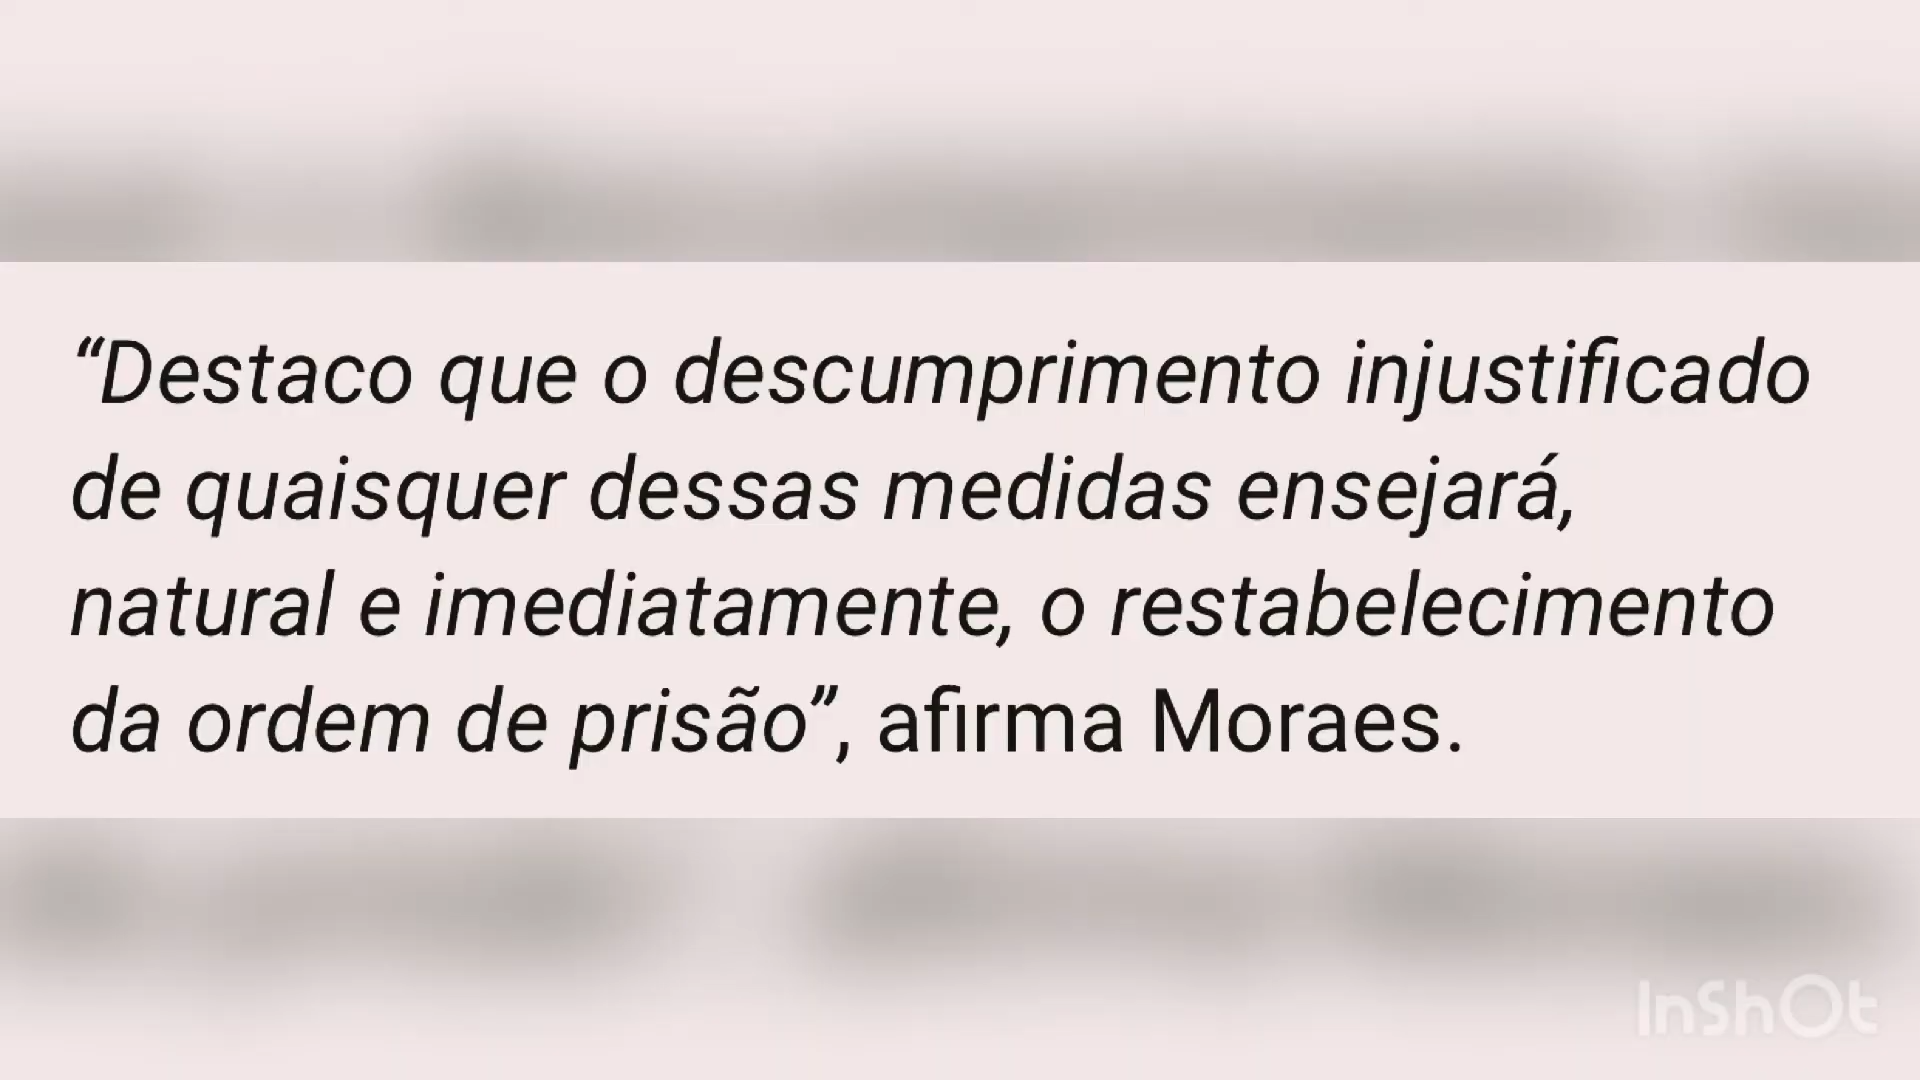 “Destaco que o descumprimento injustificado
de quaisquer dessas medidas ensejará,
natural e imediatamente, o restabelecimento
da ordem de prisão”, afirma Moraes.
InShOt